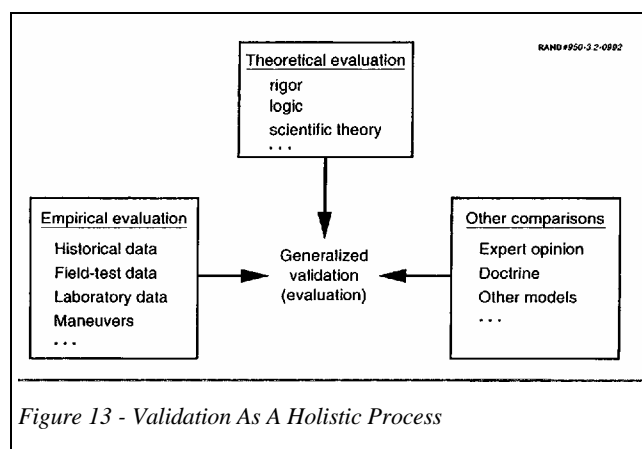 RAND #950-3.2-0992
Theoretical evaluation
rigor
logic
scientific theory
...
Empirical evaluation
Historical data
Field-test data
Laboratory data
Maneuvers
...
Generalized
validation
(evaluation)
Other comparisons
Expert opinion
Doctrine
Other models
...
Figure 13 - Validation As A Holistic Process